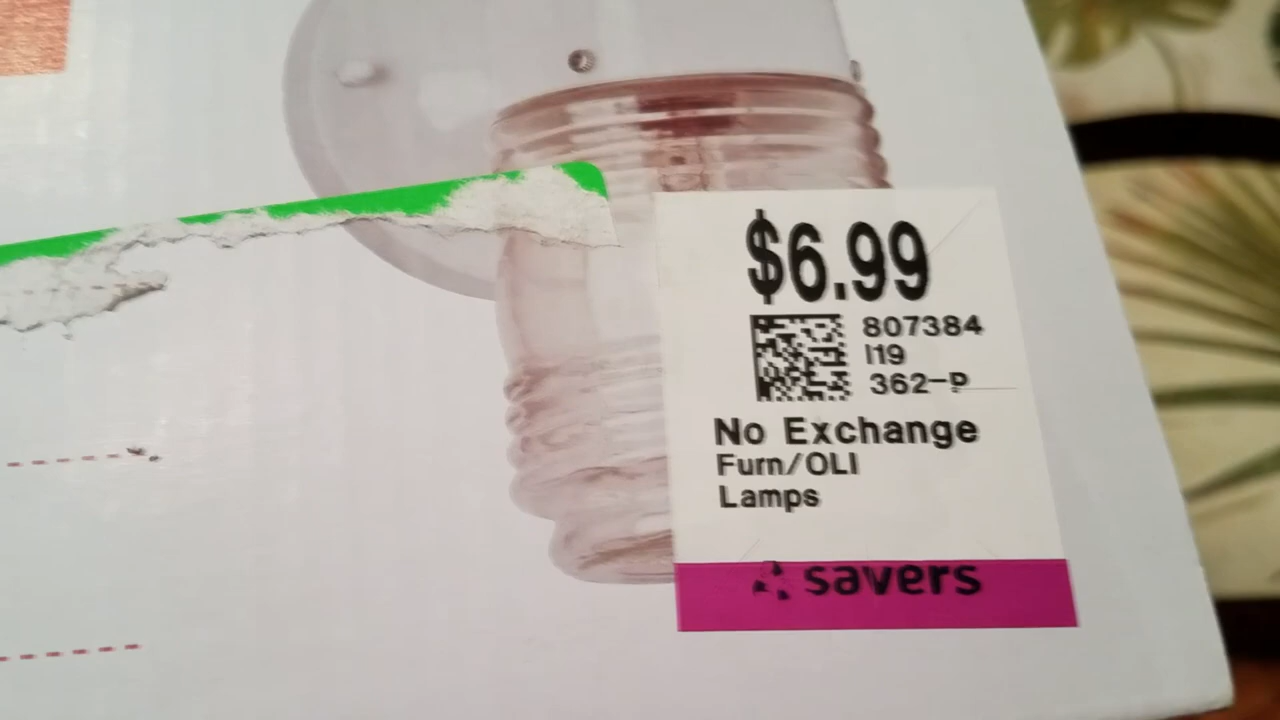 $6.99
807384
I19
362-P
No Exchange
Furn/OLI
Lamps
savers